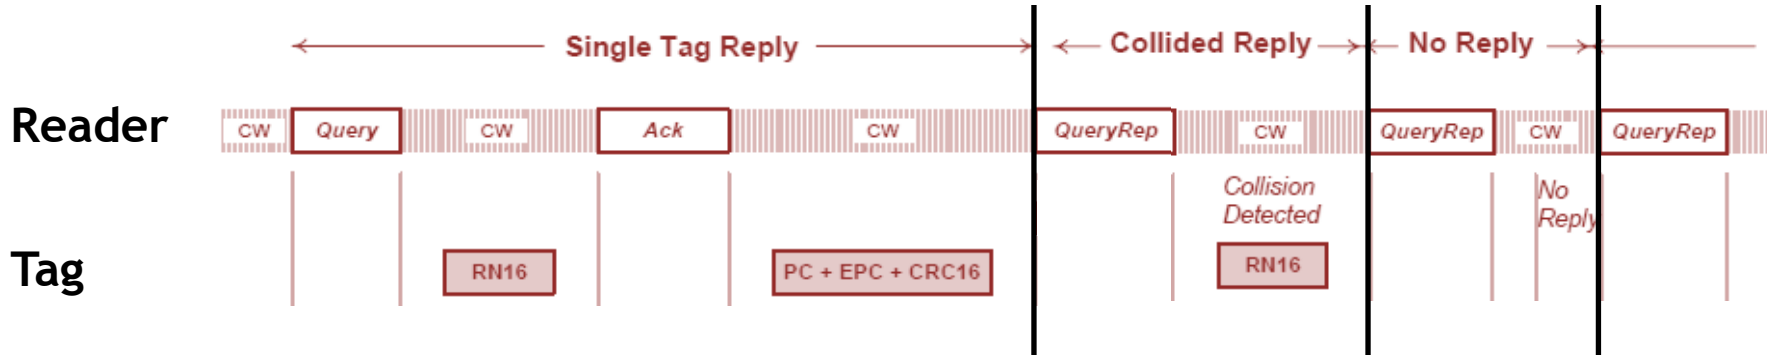 Single Tag Reply Collided Reply No Reply
Reader CW Query CW Ack CW QueryRep CW QueryRep CW QueryRep
Collision No
Detected Reply
Tag RN16 PC + EPC + CRC16 RN16